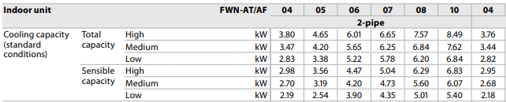 Indoor unit FWN-AT/AF 04 05 06 07 08 10 04
2-pipe
Cooling capacity (standard conditions) Total capacity High kW 3.80 4.65 6.01 6.65 7.57 8.49 3.76
Medium kW 3.47 4.20 5.65 6.25 6.84 7.62 3.44
Low kW 2.83 3.38 5.22 5.78 6.20 6.84 2.82
Sensible capacity High kW 2.98 3.56 4.47 5.04 6.29 6.83 2.95
Medium kW 2.70 3.19 4.20 4.73 5.60 6.07 2.68
Low kW 2.19 2.54 3.90 4.35 5.01 5.40 2.18